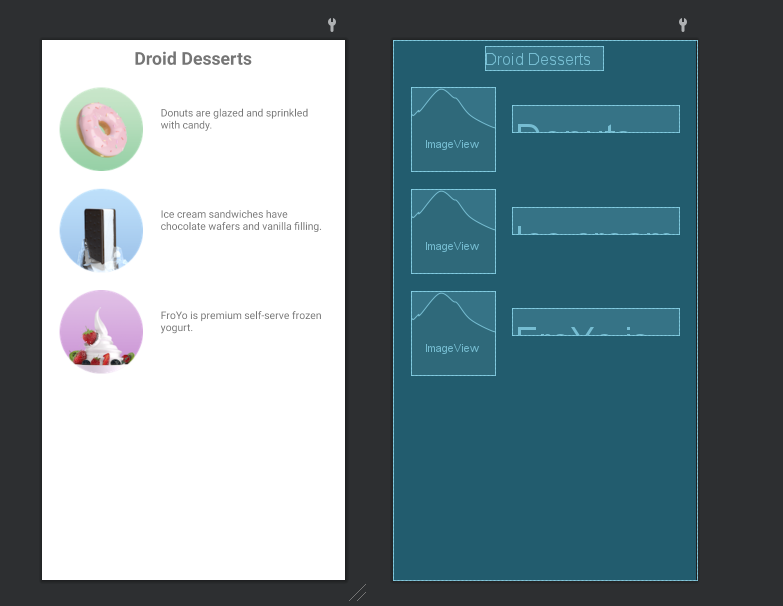 Droid Desserts
Donuts are glazed and sprinkled
with candy.
Ice cream sandwiches have
chocolate wafers and vanilla filling.
FroYo is premium self-serve frozen
yogurt.
Droid Desserts
ImageView
Donuts
ImageView
Ice cream
ImageView
FroYo is